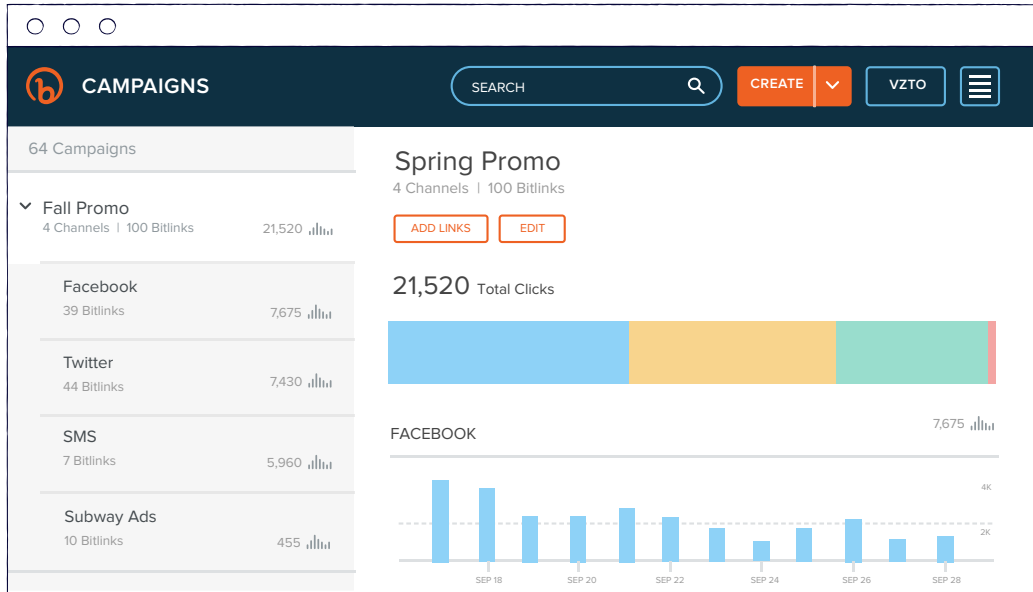 CAMPAIGNS
SEARCH
CREATE
VZTO
64 Campaigns
Fall Promo
4 Channels | 100 Bitlinks
21,520
Facebook
39 Bitlinks
7,675
Twitter
44 Bitlinks
7,430
SMS
7 Bitlinks
5,960
Subway Ads
10 Bitlinks
455
Spring Promo
4 Channels | 100 Bitlinks
ADD LINKS
EDIT
21,520 Total Clicks
FACEBOOK
7,675
4K
2K
SEP 18
SEP 20
SEP 22
SEP 24
SEP 26
SEP 28